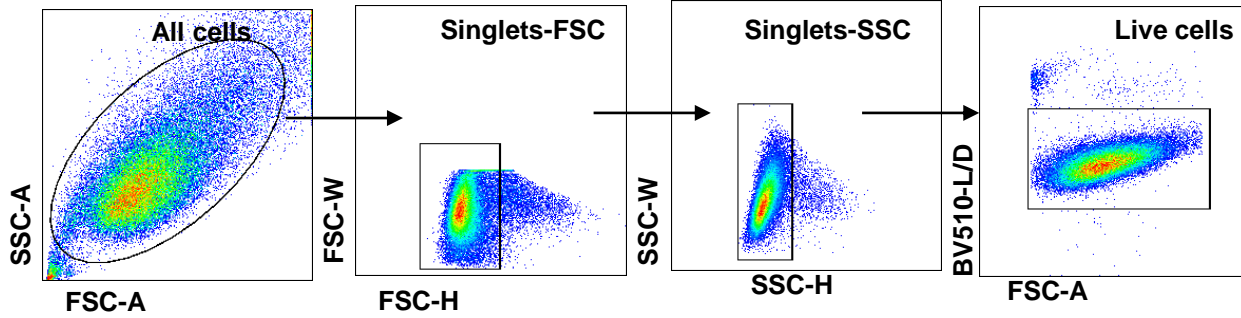 All cells
SSC-A
FSC-A
Singlets-FSC
FSC-W
FSC-H
Singlets-SSC
SSC-W
SSC-H
Live cells
BV510-L/D
FSC-A